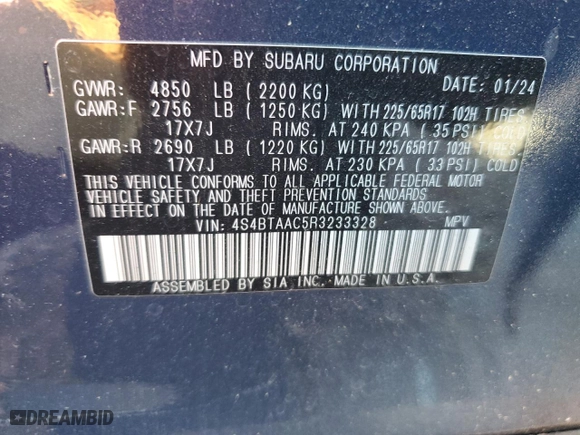 MFD BY SUBARU CORPORATION
GVWR: 4850 LB (2200 KG) DATE: 01/24
GAWR:F 2756 LB (1250 KG) WITH 225/65R17 102H TIRES
17X7J RIMS. AT 240 KPA (35 PSI) COLD
GAWR:R 2690 LB (1220 KG) WITH 225/65R17 102H TIRES
17X7J RIMS. AT 230 KPA (33 PSI) COLD
THIS VEHICLE CONFORMS TO ALL APPLICABLE FEDERAL MOTOR
VEHICLE SAFETY AND THEFT PREVENTION STANDARDS
IN EFFECT ON THE DATE OF MANUFACTURE SHOWN ABOVE.
VIN: 4S4BTAAC5R3233328 MPV
ASSEMBLED BY SIA INC. MADE IN U.S.A.
DREAMBID